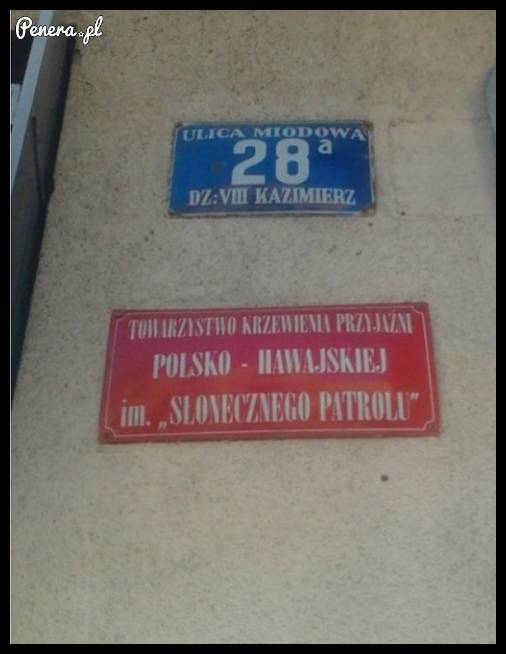 Penera.pl
ULICA MIODOWA
28a
DZ: VIII KAZIMIERZ
TOWARZYSTWO KRZEWIENIA PRZYJAŹNI
POLSKO - HAWAJSKIEJ
im. „SŁONECZNEGO PATROLU"